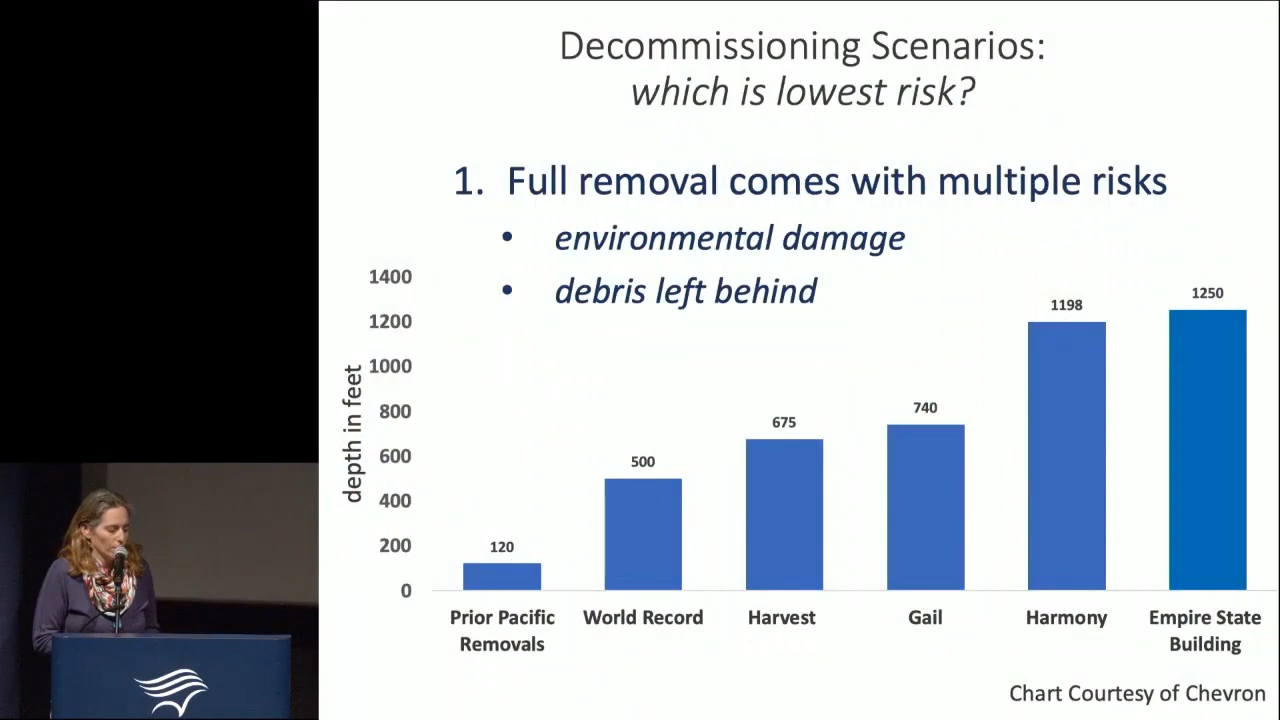 Decommissioning Scenarios:
which is lowest risk?
1. Full removal comes with multiple risks
• environmental damage
• debris left behind
depth in feet
1400
1200
1000
800
600
400
200
0
120
500
675
740
1198
1250
Prior Pacific
Removals
World Record
Harvest
Gail
Harmony
Empire State
Building
Chart Courtesy of Chevron